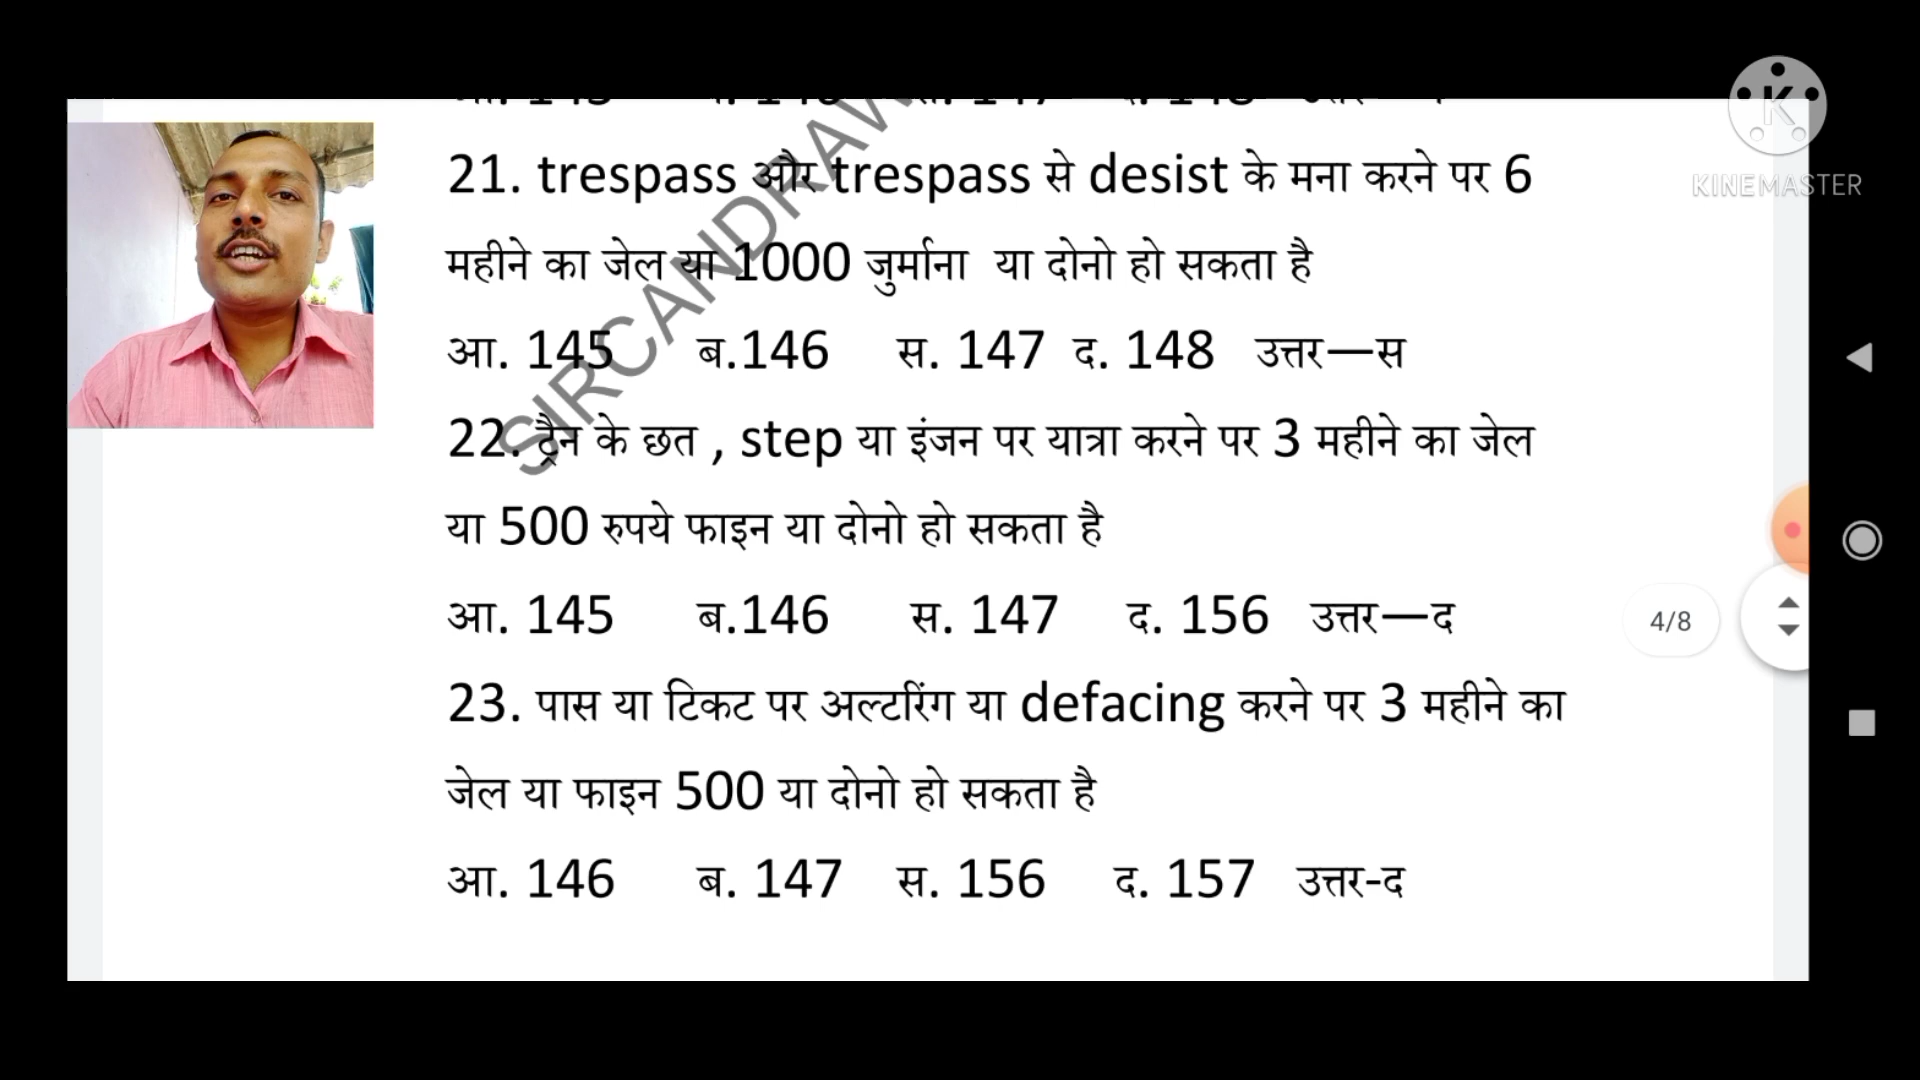 21. trespass और trespass से desist के मना करने पर 6
महीने का जेल या 1000 जुर्माना या दोनो हो सकता है
आ. 145 ब.146 स. 147 द. 148 उत्तर—स
22. ट्रैन के छत , step या इंजन पर यात्रा करने पर 3 महीने का जेल
या 500 रुपये फाइन या दोनो हो सकता है
आ. 145 ब.146 स. 147 द. 156 उत्तर—द
23. पास या टिकट पर अल्टरिंग या defacing करने पर 3 महीने का
जेल या फाइन 500 या दोनो हो सकता है
आ. 146 ब. 147 स. 156 द. 157 उत्तर-द
SIRCANDRAW
K
KINEMASTER
4/8